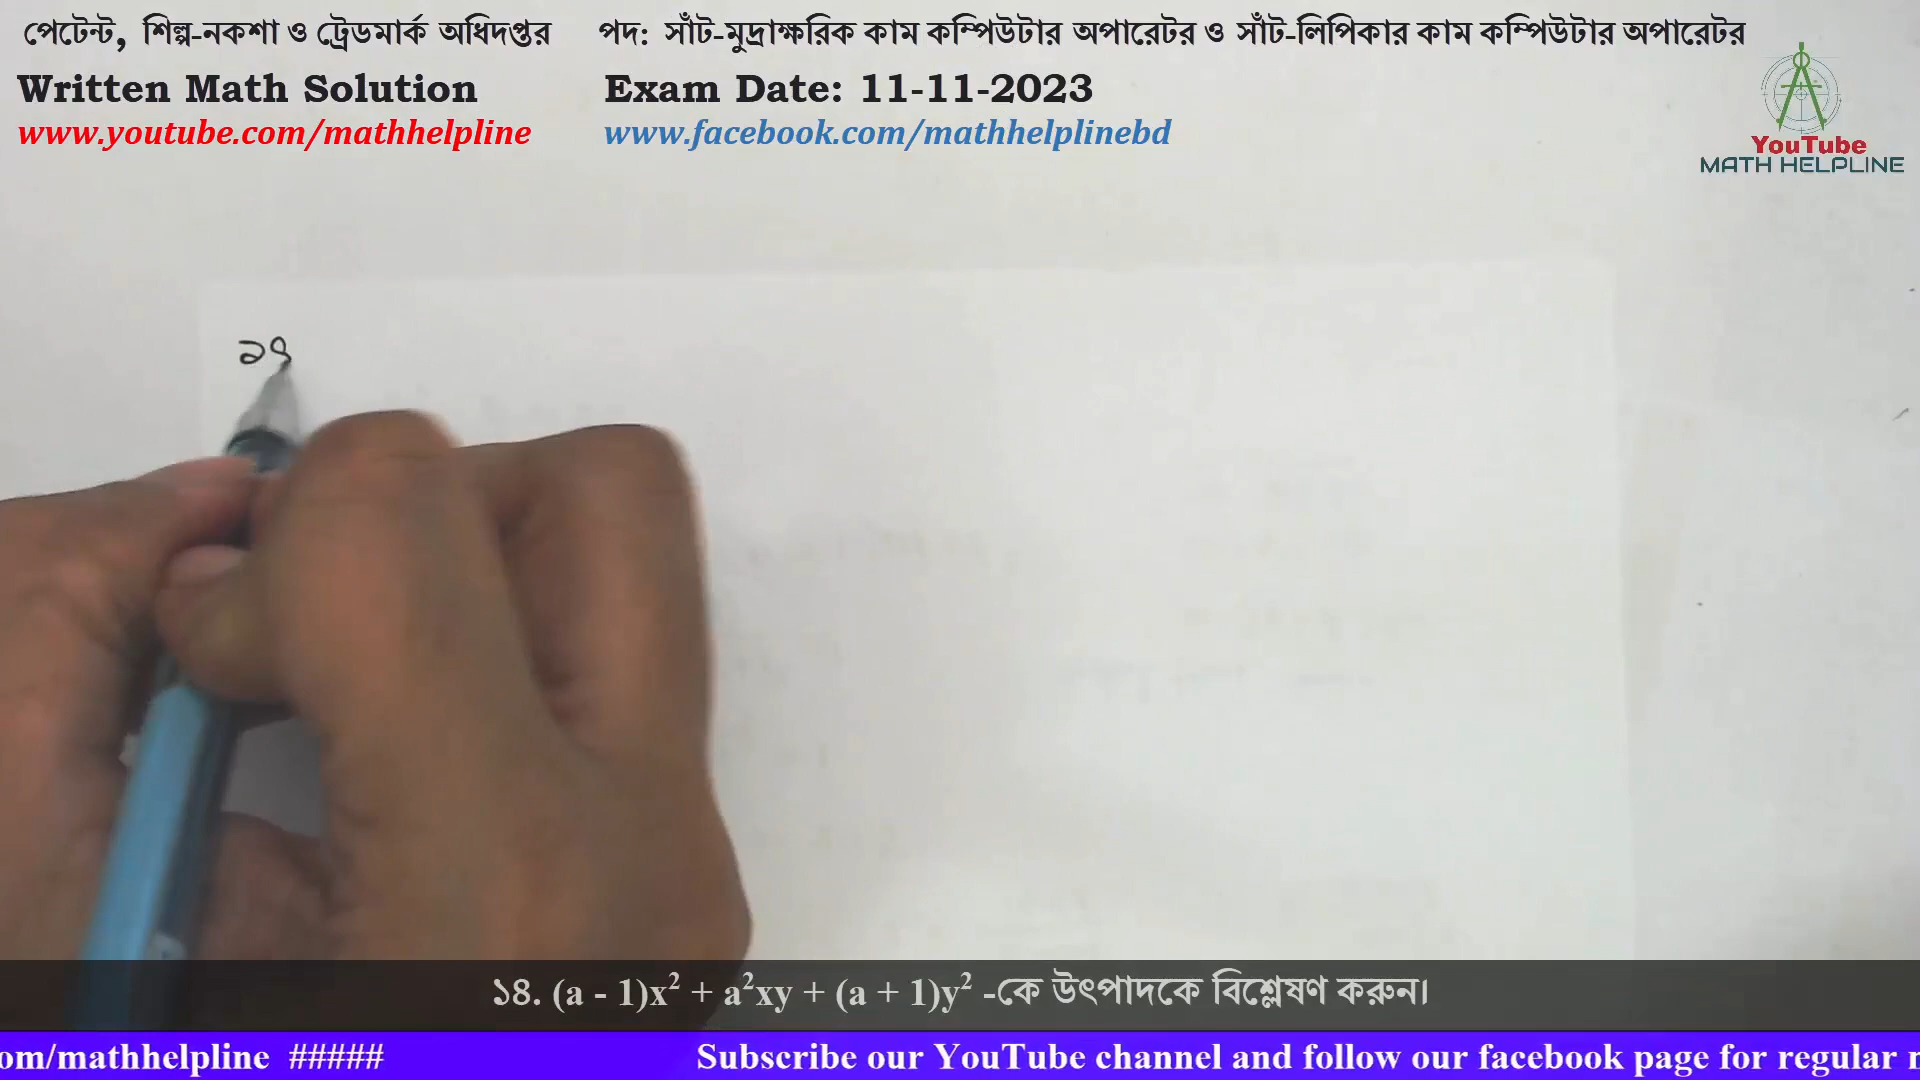 পেটেন্ট, শিল্প-নকশা ও ট্রেডমার্ক অধিদপ্তর পদ: সাঁট-মুদ্রাক্ষরিক কাম কম্পিউটার অপারেটর ও সাঁট-লিপিকার কাম কম্পিউটার অপারেটর
Written Math Solution Exam Date: 11-11-2023
www.youtube.com/mathhelpline www.facebook.com/mathhelplinebd
YouTube
MATH HELPLINE
১৪
১৪. (a - 1)x² + a²xy + (a + 1)y² -কে উৎপাদকে বিশ্লেষণ করুন।
om/mathhelpline ##### Subscribe our YouTube channel and follow our facebook page for regular